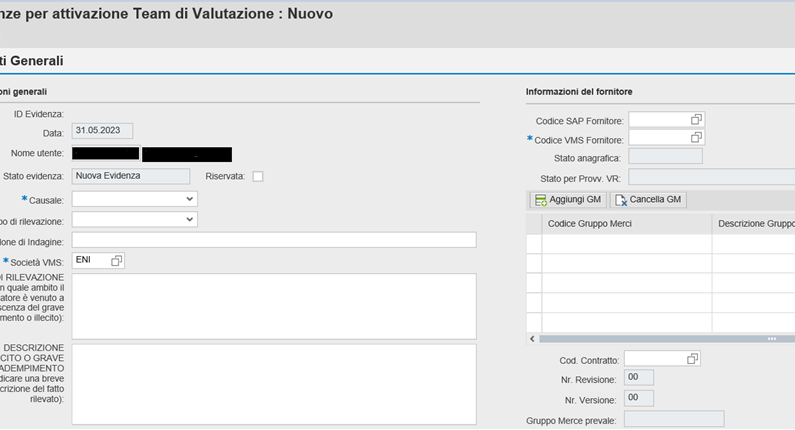 nze per attivazione Team di Valutazione : Nuovo
ti Generali
oni generali
ID Evidenza:
Data: 31.05.2023
Nome utente:
Stato evidenza: Nuova Evidenza Riservata:
* Causale:
po di rilevazione:
ione di Indagine:
* Società VMS: ENI
DI RILEVAZIONE
n quale ambito il
atore è venuto a
scenza del grave
mento o illecito):
DESCRIZIONE
CITO O GRAVE
ADEMPIMENTO
dicare una breve
crizione del fatto
rilevato):
Informazioni del fornitore
Codice SAP Fornitore:
* Codice VMS Fornitore:
Stato anagrafica:
Stato per Provv. VR:
Aggiungi GM Cancella GM
Codice Gruppo Merci Descrizione Gruppo
Cod. Contratto:
Nr. Revisione: 00
Nr. Versione: 00
Gruppo Merce prevale: